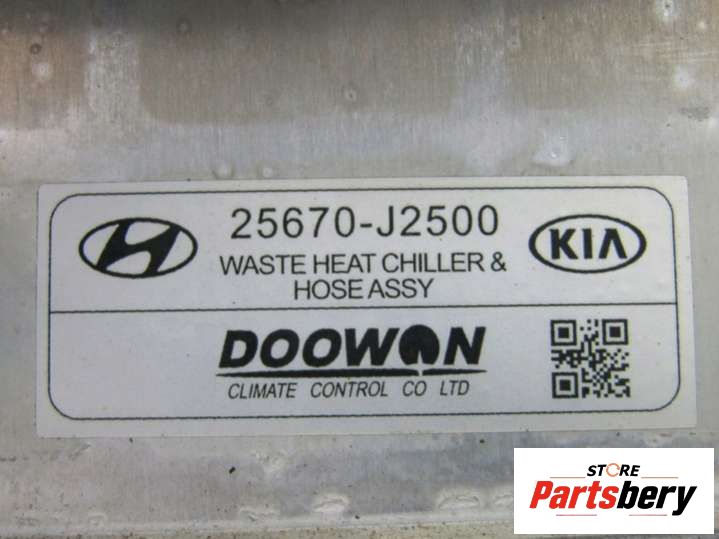 25670-J2500
KIA
WASTE HEAT CHILLER &
HOSE ASSY
DOOWON
CLIMATE CONTROL CO LTD
STORE
Partsbery